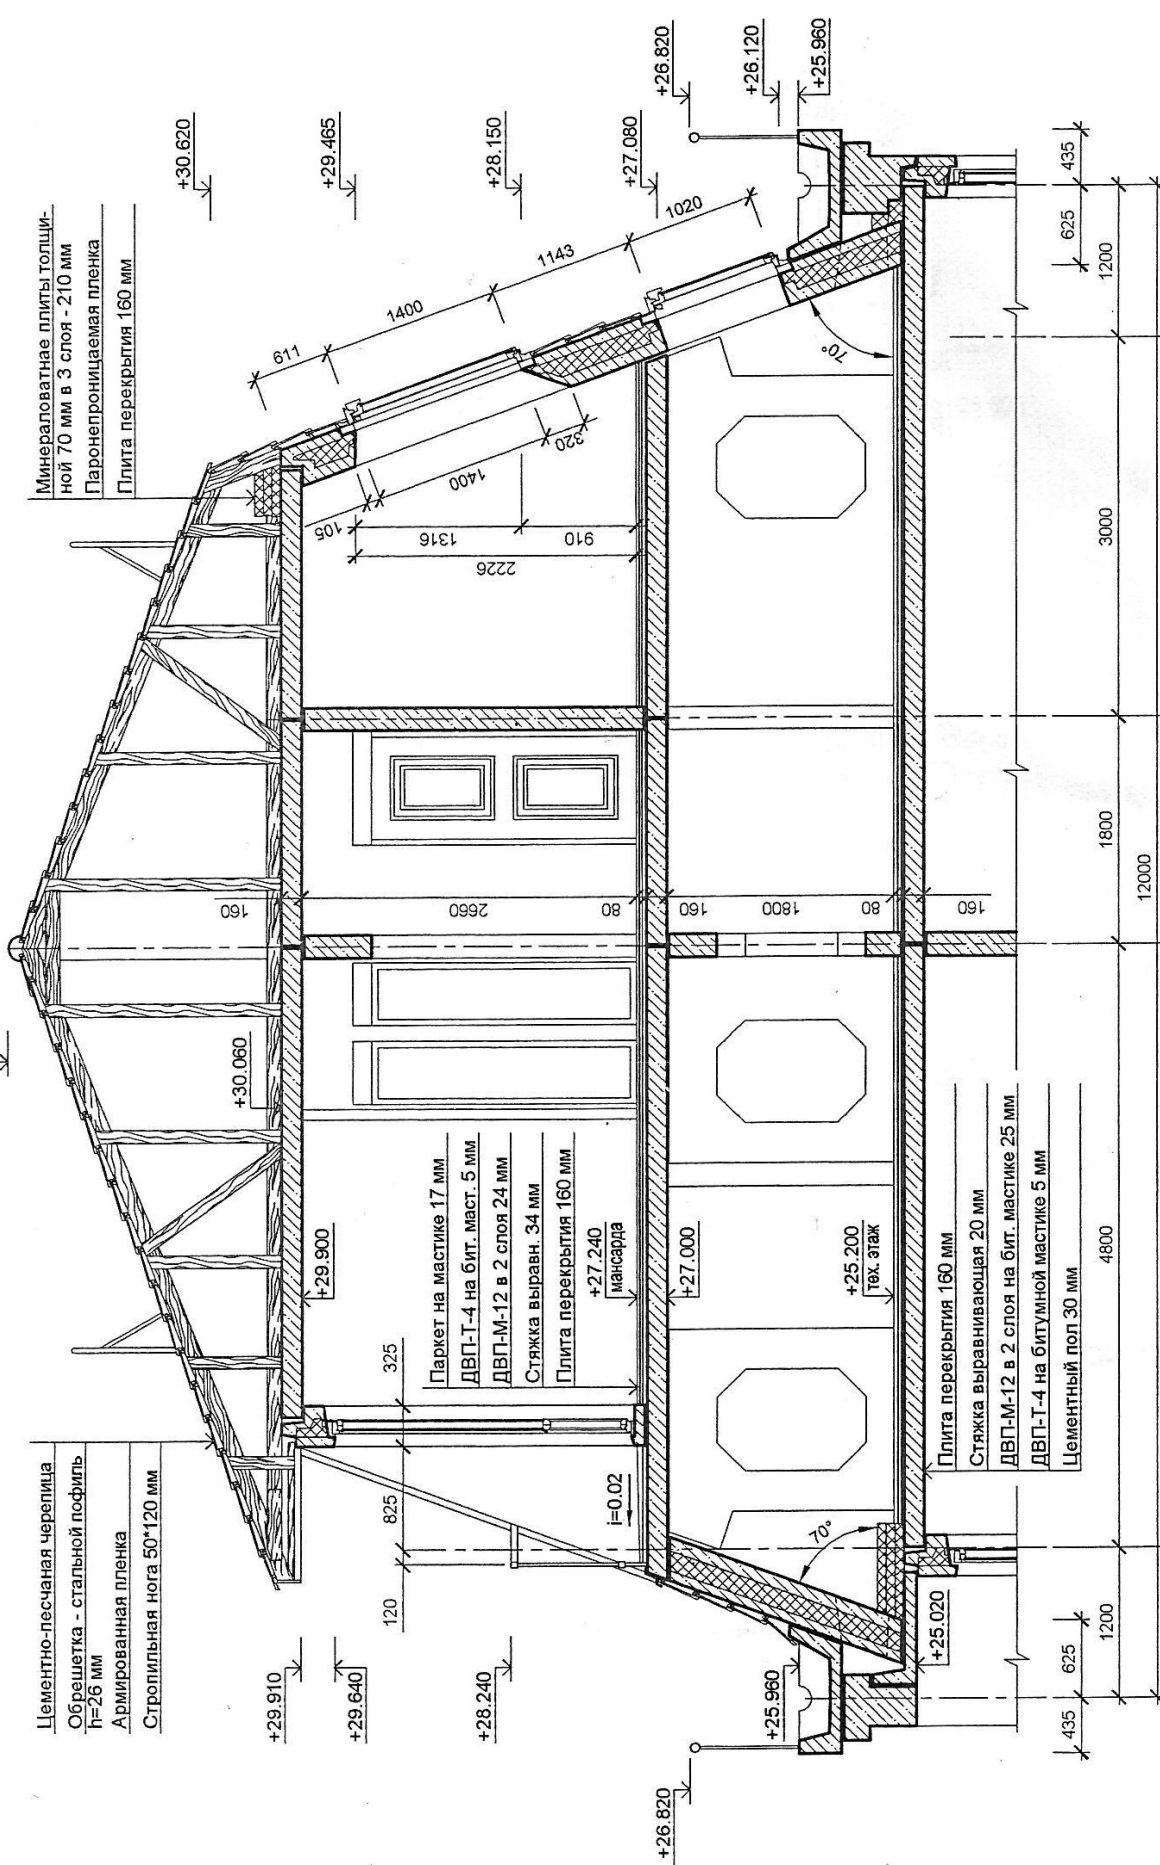 Минераловатнае плиты толщи-
ной 70 мм в 3 слоя - 210 мм
Паронепроницаемая пленка
Плита перекрытия 160 мм
+30.620
+29.465
+28.150
+27.080
+26.820
+26.120
+25.960
611
1400
1143
1020
105
1400
320
1316
910
2226
70°
435
625
1200
3000
1800
12000
4800
1200
625
435
160
2660
80
160
1800
80
160
+30.060
+29.900
Паркет на мастике 17 мм
ДВП-Т-4 на бит. маст. 5 мм
ДВП-М-12 в 2 слоя 24 мм
Стяжка выравн. 34 мм
Плита перекрытия 160 мм
+27.240
мансарда
+27.000
+25.200
тех. этаж
Плита перекрытия 160 мм
Стяжка выравнивающая 20 мм
ДВП-М-12 в 2 слоя на бит. мастике 25 мм
ДВП-Т-4 на битумной мастике 5 мм
Цементный пол 30 мм
325
825
120
i=0.02
70°
Цементно-песчаная черепица
Обрешетка - стальной пофиль
h=26 мм
Армированная пленка
Стропильная нога 50*120 мм
+29.910
+29.640
+28.240
+25.960
+25.020
+26.820